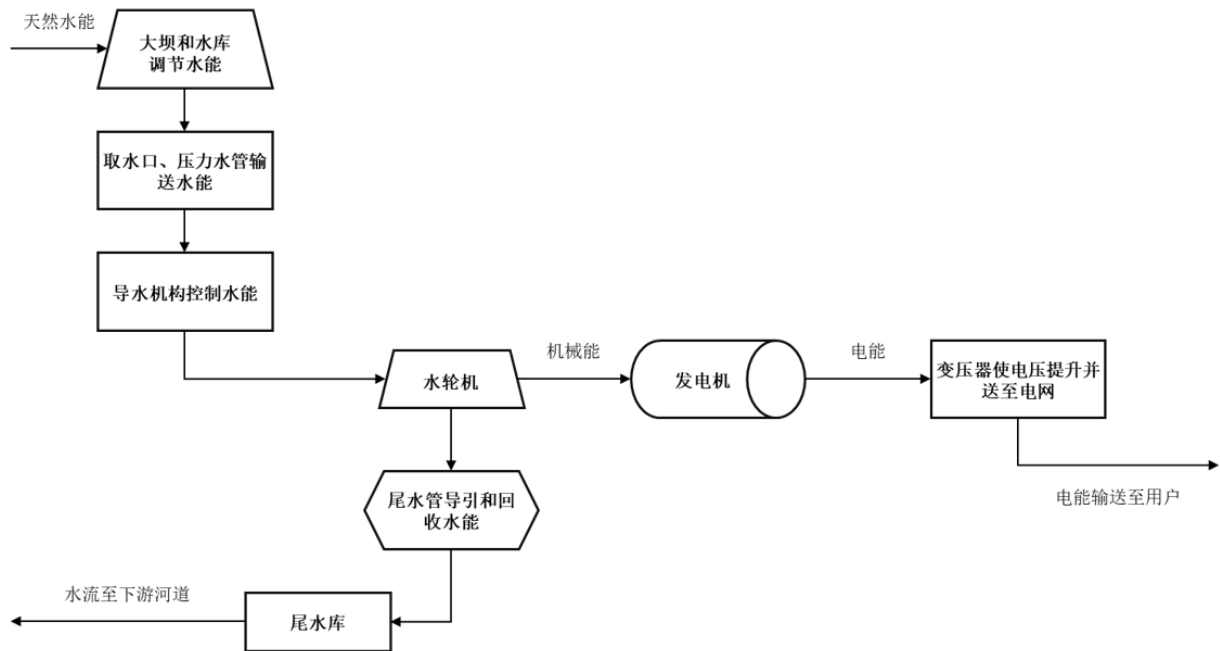 天然水能
大坝和水库
调节水能
取水口、压力水管输
送水能
导水机构控制水能
水轮机
机械能
发电机
电能
变压器使电压提升并
送至电网
电能输送至用户
尾水管导引和回
收水能
水流至下游河道
尾水库